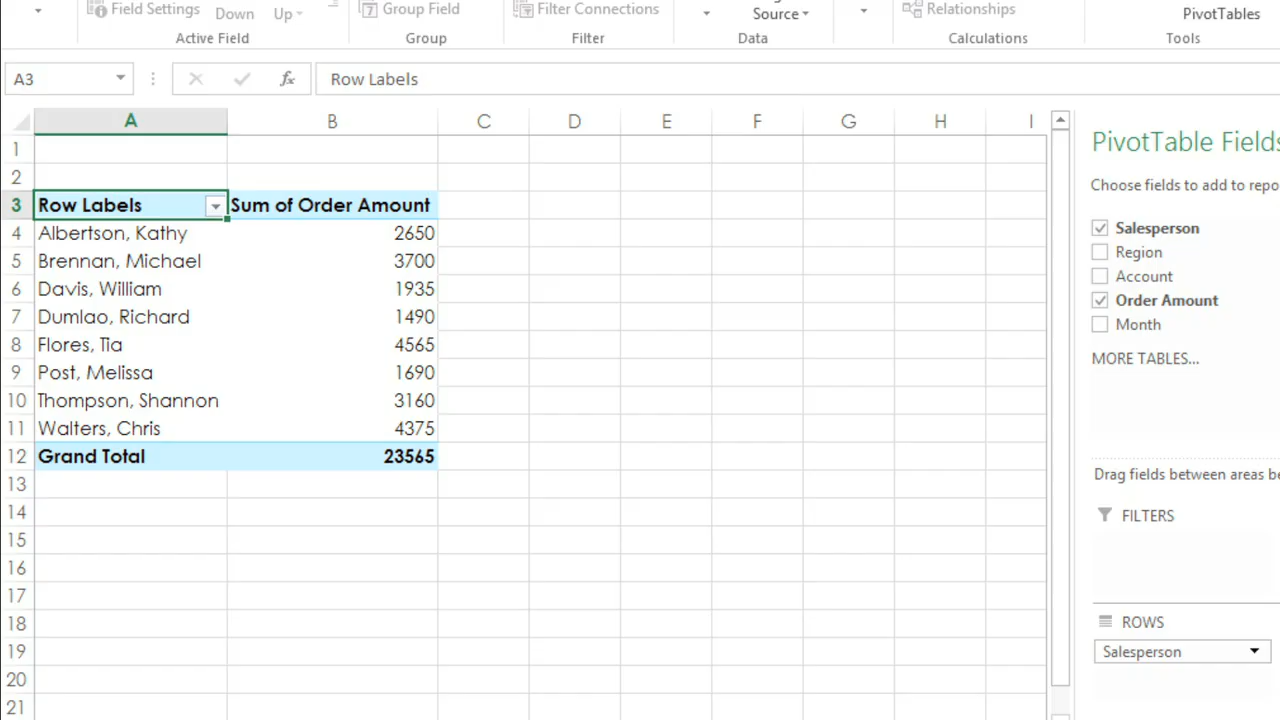 Field Settings Down Up Group Field Filter Connections Source Relationships PivotTables
Active Field Group Filter Data Calculations Tools
A3 fx Row Labels
A B C D E F G H I
1
2
3 Row Labels Sum of Order Amount
4 Albertson, Kathy 2650
5 Brennan, Michael 3700
6 Davis, William 1935
7 Dumlao, Richard 1490
8 Flores, Tia 4565
9 Post, Melissa 1690
10 Thompson, Shannon 3160
11 Walters, Chris 4375
12 Grand Total 23565
13
14
15
16
17
18
19
20
21
PivotTable Fields
Choose fields to add to repo
Salesperson
Region
Account
Order Amount
Month
MORE TABLES...
Drag fields between areas be
FILTERS
ROWS
Salesperson